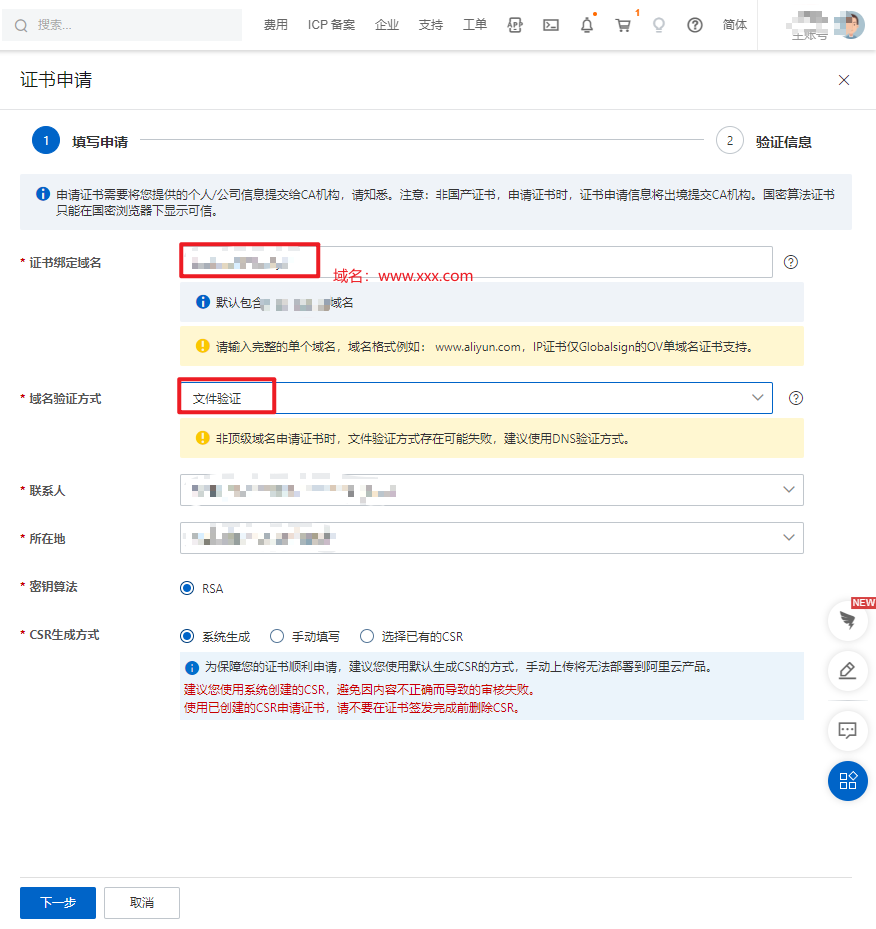 搜索...
费用 ICP 备案 企业 支持 工单 1 简体
主账号
证书申请
1 填写申请 2 验证信息
申请证书需要将您提供的个人/公司信息提交给CA机构，请知悉。注意：非国产证书，申请证书时，证书申请信息将出境提交CA机构。国密算法证书
只能在国密浏览器下显示可信。
* 证书绑定域名
域名：www.xxx.com
默认包含 域名
请输入完整的单个域名，域名格式例如： www.aliyun.com，IP证书仅Globalsign的OV单域名证书支持。
* 域名验证方式 文件验证
非顶级域名申请证书时，文件验证方式存在可能失败，建议使用DNS验证方式。
* 联系人
* 所在地
* 密钥算法 RSA
NEW
* CSR生成方式 系统生成 手动填写 选择已有的CSR
为保障您的证书顺利申请，建议您使用默认生成CSR的方式，手动上传将无法部署到阿里云产品。
建议您使用系统创建的CSR，避免因内容不正确而导致的审核失败。
使用已创建的CSR申请证书，请不要在证书签发完成前删除CSR。
下一步 取消